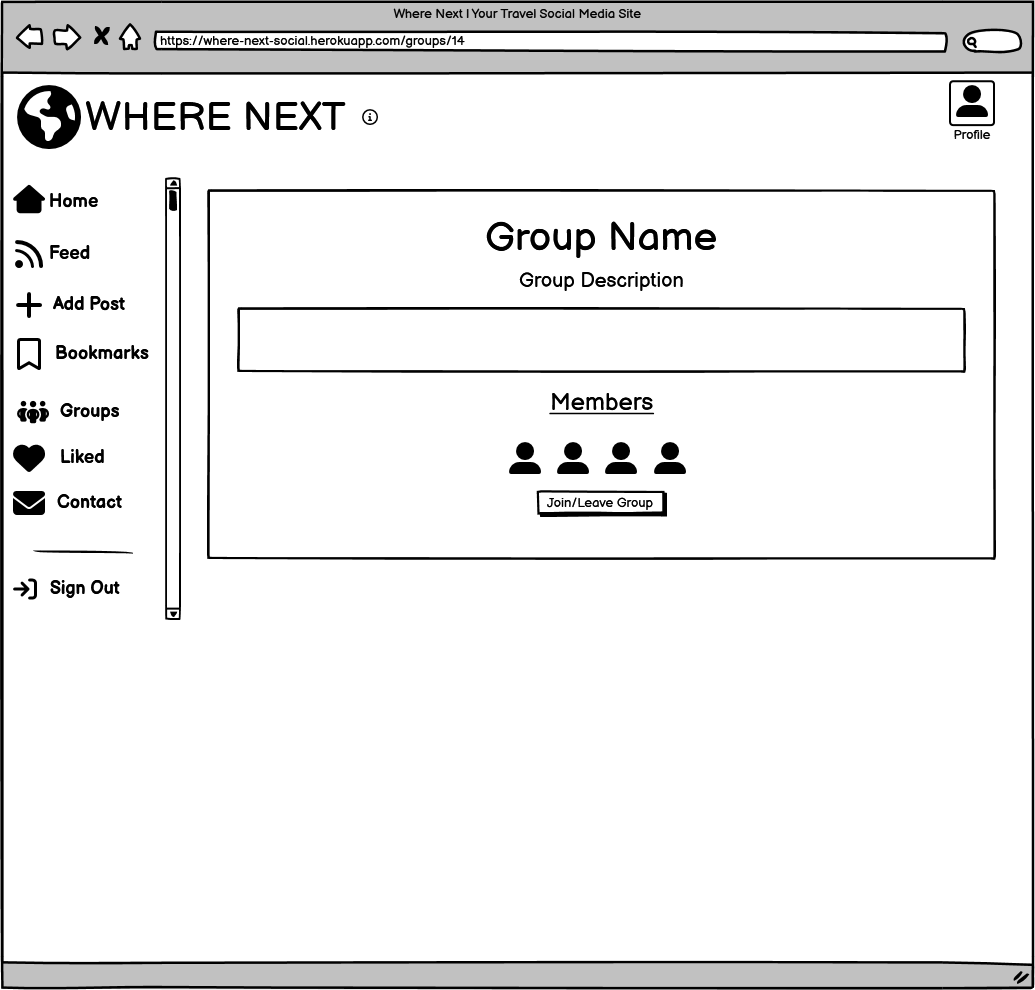 Where Next | Your Travel Social Media Site
https://where-next-social.herokuapp.com/groups/14
WHERE NEXT
Profile
Home
Feed
Add Post
Bookmarks
Groups
Liked
Contact
Sign Out
Group Name
Group Description
Members
Join/Leave Group